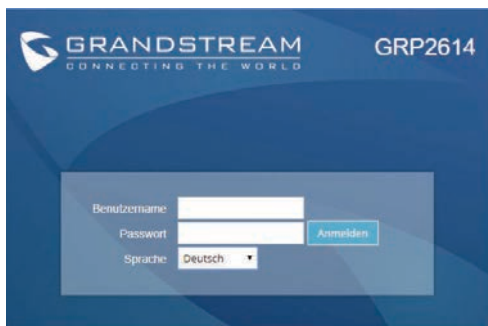 GRANDSTREAM
CONNECTING THE WORLD
GRP2614
Benutzername
Passwort
Anmelden
Sprache
Deutsch